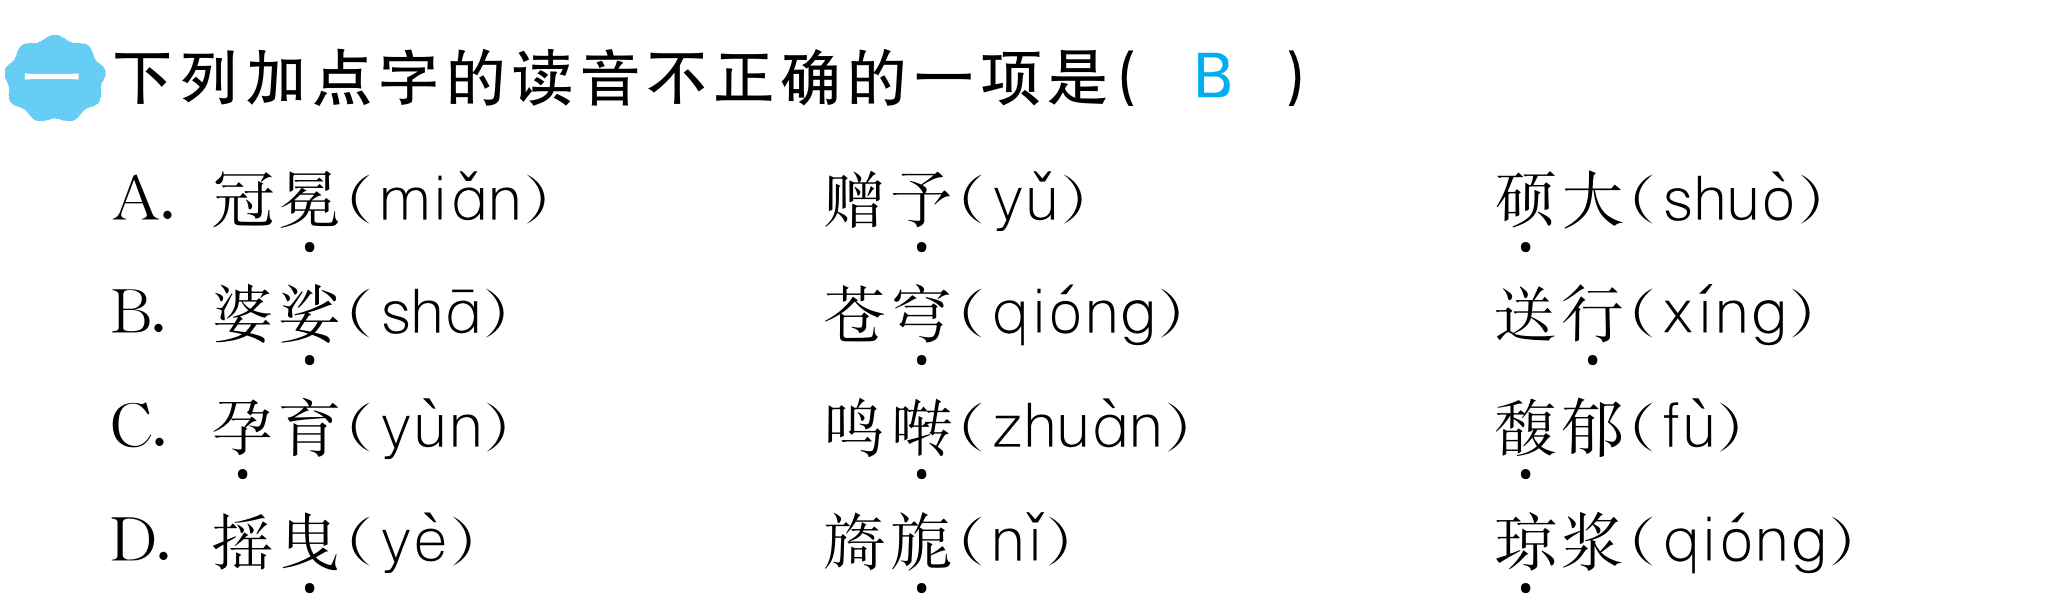 一 下列加点字的读音不正确的一项是( B )
A. 冠冕(miǎn) 赠予(yǔ) 硕大(shuò)
B. 婆娑(shā) 苍穹(qióng) 送行(xíng)
C. 孕育(yùn) 鸣啭(zhuàn) 馥郁(fù)
D. 摇曳(yè) 旖旎(nǐ) 琼浆(qióng)